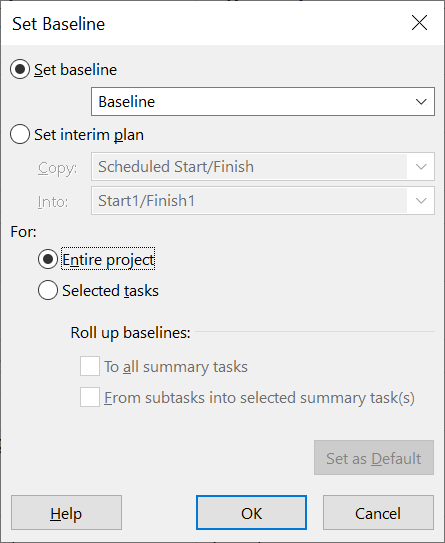 Set Baseline
Set baseline
Baseline
Set interim plan
Copy: Scheduled Start/Finish
Into: Start1/Finish1
For:
Entire project
Selected tasks
Roll up baselines:
To all summary tasks
From subtasks into selected summary task(s)
Set as Default
Help OK Cancel